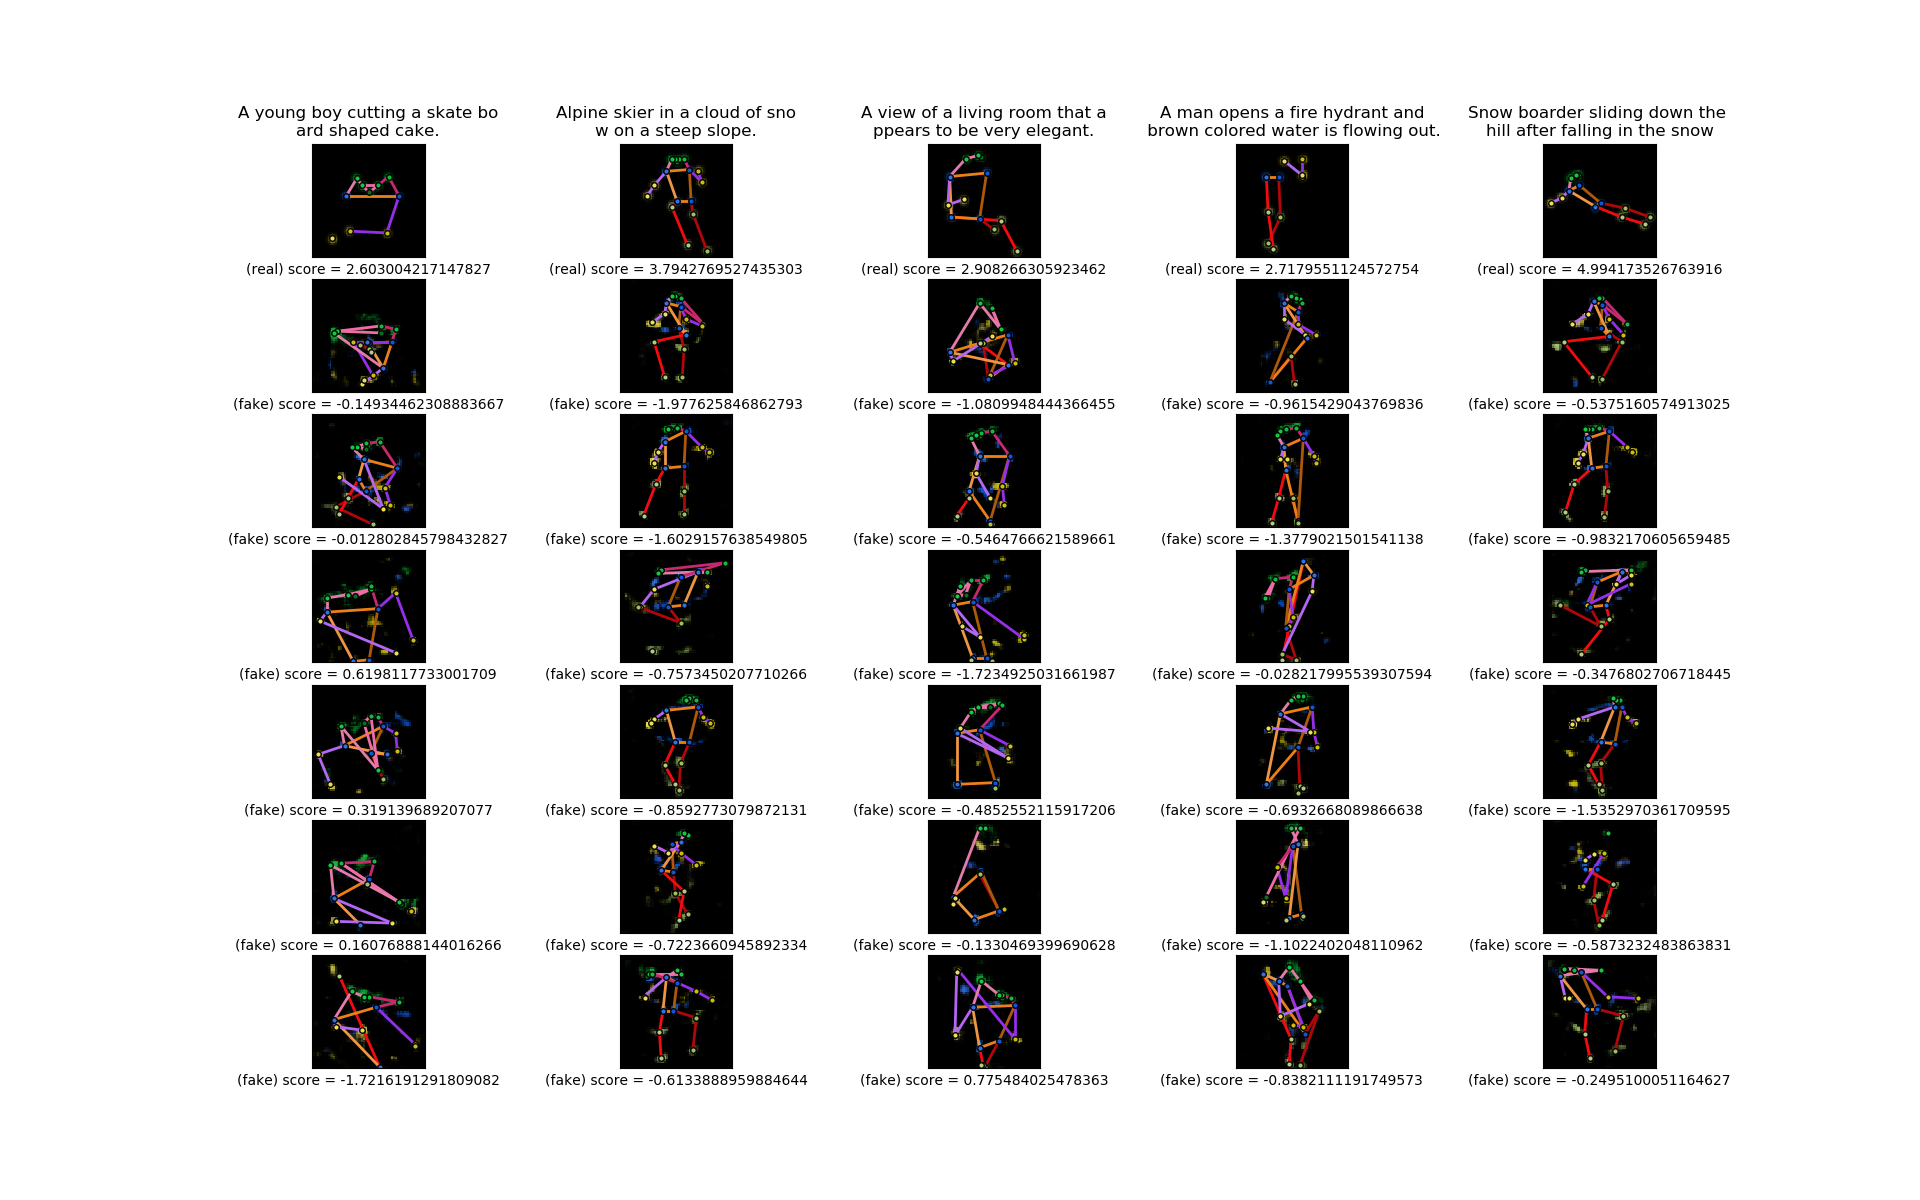 A young boy cutting a skate bo
ard shaped cake.
Alpine skier in a cloud of sno
w on a steep slope.
A view of a living room that a
ppears to be very elegant.
A man opens a fire hydrant and
brown colored water is flowing out.
Snow boarder sliding down the
hill after falling in the snow
(real) score = 2.603004217147827
(real) score = 3.7942769527435303
(real) score = 2.908266305923462
(real) score = 2.7179551124572754
(real) score = 4.994173526763916
(fake) score = -0.14934462308883667
(fake) score = -1.977625846862793
(fake) score = -1.0809948444366455
(fake) score = -0.9615429043769836
(fake) score = -0.5375160574913025
(fake) score = -0.012802845798432827
(fake) score = -1.6029157638549805
(fake) score = -0.5464766621589661
(fake) score = -1.3779021501541138
(fake) score = -0.9832170605659485
(fake) score = 0.6198117733001709
(fake) score = -0.7573450207710266
(fake) score = -1.7234925031661987
(fake) score = -0.028217995539307594
(fake) score = -0.3476802706718445
(fake) score = 0.319139689207077
(fake) score = -0.8592773079872131
(fake) score = -0.4852552115917206
(fake) score = -0.6932668089866638
(fake) score = -1.5352970361709595
(fake) score = 0.16076888144016266
(fake) score = -0.7223660945892334
(fake) score = -0.1330469399690628
(fake) score = -1.1022402048110962
(fake) score = -0.5873232483863831
(fake) score = -1.7216191291809082
(fake) score = -0.6133888959884644
(fake) score = 0.775484025478363
(fake) score = -0.8382111191749573
(fake) score = -0.2495100051164627